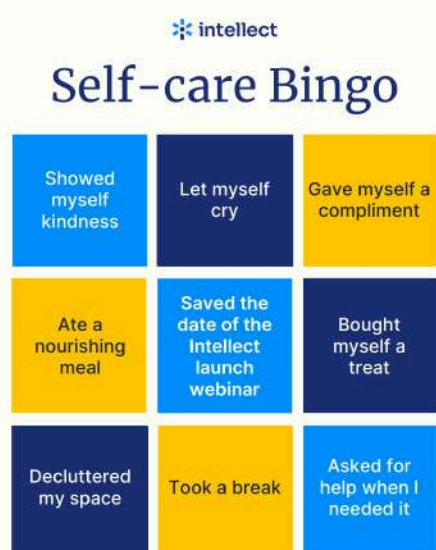 intellect
Self-care Bingo
Showed
myself
kindness
Let myself
cry
Gave myself a
compliment
Ate a
nourishing
meal
Saved the
date of the
Intellect
launch
webinar
Bought
myself a
treat
Decluttered
my space
Took a break
Asked for
help when I
needed it